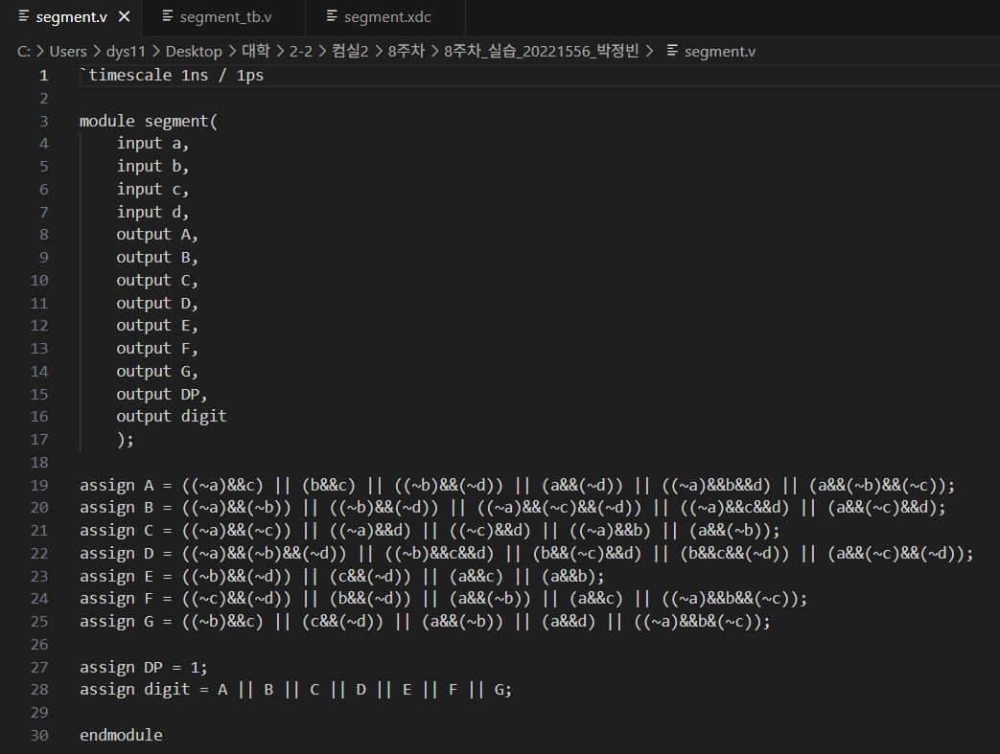 segment.v segment_tb.v segment.xdc
C: > Users > dys11 > Desktop > 대학 > 2-2 > 컴실2 > 8주차 > 8주차_실습_20221556_박정빈 > segment.v
1 `timescale 1ns / 1ps
2
3 module segment(
4 input a,
5 input b,
6 input c,
7 input d,
8 output A,
9 output B,
10 output C,
11 output D,
12 output E,
13 output F,
14 output G,
15 output DP,
16 output digit
17 );
18
19 assign A = ((~a)&&c) || (b&&c) || ((~b)&&(~d)) || (a&&(~d)) || ((~a)&&b&&d) || (a&&(~b)&&(~c));
20 assign B = ((~a)&&(~b)) || ((~b)&&(~d)) || ((~a)&&(~c)&&(~d)) || ((~a)&&c&&d) || (a&&(~c)&&d);
21 assign C = ((~a)&&(~c)) || ((~a)&&d) || ((~c)&&d) || ((~a)&&b) || (a&&(~b));
22 assign D = ((~a)&&(~b)&&(~d)) || ((~b)&&c&&d) || (b&&(~c)&&d) || (b&&c&&(~d)) || (a&&(~c)&&(~d));
23 assign E = ((~b)&&(~d)) || (c&&(~d)) || (a&&c) || (a&&b);
24 assign F = ((~c)&&(~d)) || (b&&(~d)) || (a&&(~b)) || (a&&c) || ((~a)&&b&&(~c));
25 assign G = ((~b)&&c) || (c&&(~d)) || (a&&(~b)) || (a&&d) || ((~a)&&b&(~c));
26
27 assign DP = 1;
28 assign digit = A || B || C || D || E || F || G;
29
30 endmodule